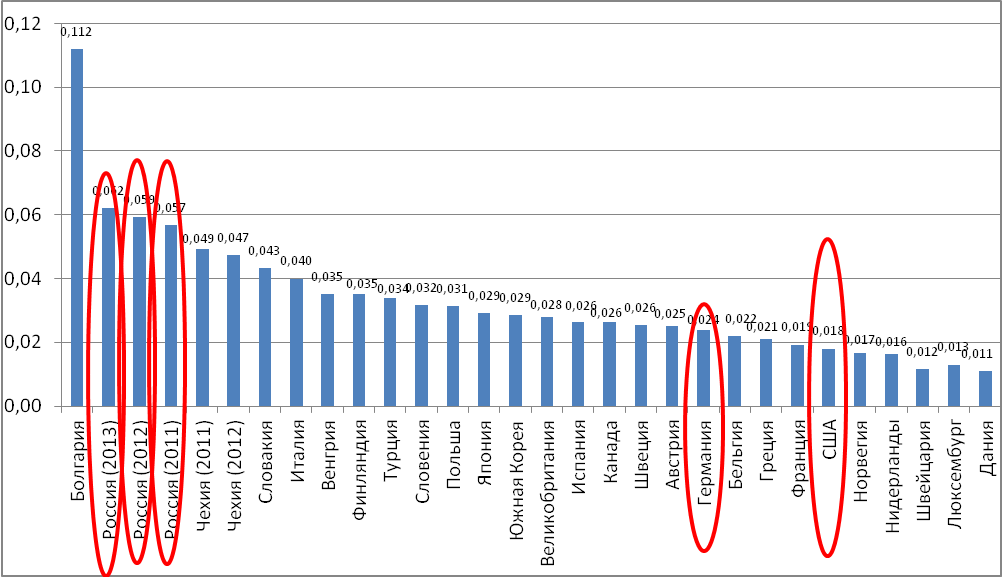 0,12
0,10
0,08
0,06
0,04
0,02
0,00
0,112
0,062
0,059
0,057
0,049
0,047
0,043
0,040
0,035
0,035
0,034
0,032
0,031
0,029
0,029
0,028
0,026
0,026
0,026
0,025
0,024
0,022
0,021
0,019
0,018
0,017
0,016
0,012
0,013
0,011
Болгария
Россия (2013)
Россия (2012)
Россия (2011)
Чехия (2011)
Чехия (2012)
Словакия
Италия
Венгрия
Финляндия
Турция
Словения
Польша
Япония
Южная Корея
Великобритания
Испания
Канада
Швеция
Австрия
Германия
Бельгия
Греция
Франция
США
Норвегия
Нидерланды
Швейцария
Люксембург
Дания